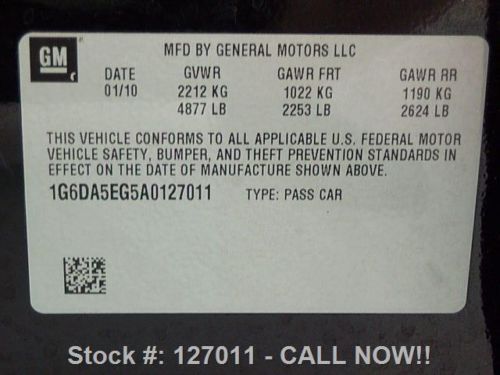 GM
MFD BY GENERAL MOTORS LLC
DATE GVWR GAWR FRT GAWR RR
01/10 2212 KG 1022 KG 1190 KG
4877 LB 2253 LB 2624 LB
THIS VEHICLE CONFORMS TO ALL APPLICABLE U.S. FEDERAL MOTOR
VEHICLE SAFETY, BUMPER, AND THEFT PREVENTION STANDARDS IN
EFFECT ON THE DATE OF MANUFACTURE SHOWN ABOVE.
1G6DA5EG5A0127011 TYPE: PASS CAR
Stock #: 127011 - CALL NOW!!